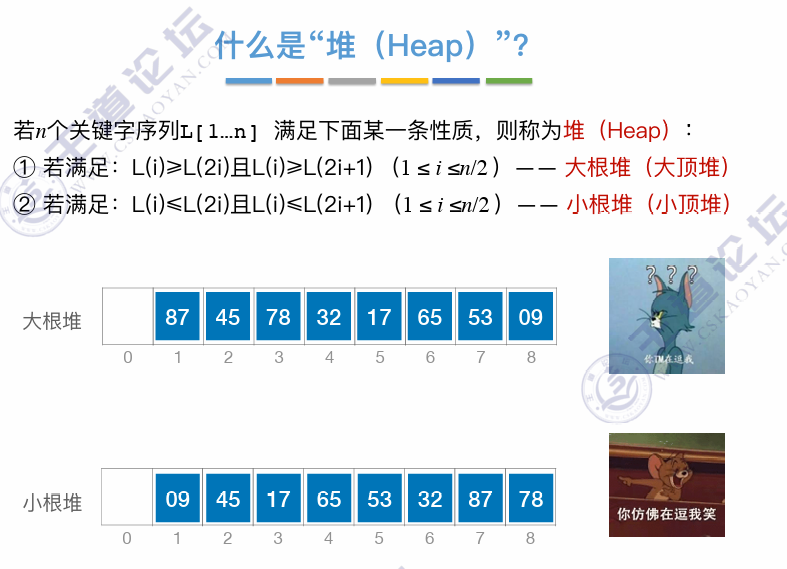 什么是“堆（Heap）”?
若n个关键字序列L[1…n] 满足下面某一条性质，则称为堆（Heap）：
① 若满足：L(i)≥L(2i)且L(i)≥L(2i+1) （1 ≤ i ≤n/2 ）—— 大根堆（大顶堆）
② 若满足：L(i)≤L(2i)且L(i)≤L(2i+1) （1 ≤ i ≤n/2 ）—— 小根堆（小顶堆）
大根堆 87 45 78 32 17 65 53 09
0 1 2 3 4 5 6 7 8
? ? ?
你TM在逗我
小根堆 09 45 17 65 53 32 87 78
0 1 2 3 4 5 6 7 8
你仿佛在逗我笑
王道论坛
WWW.CSKAOYAN.COM
王道论坛
WWW.CSKAOYAN.COM